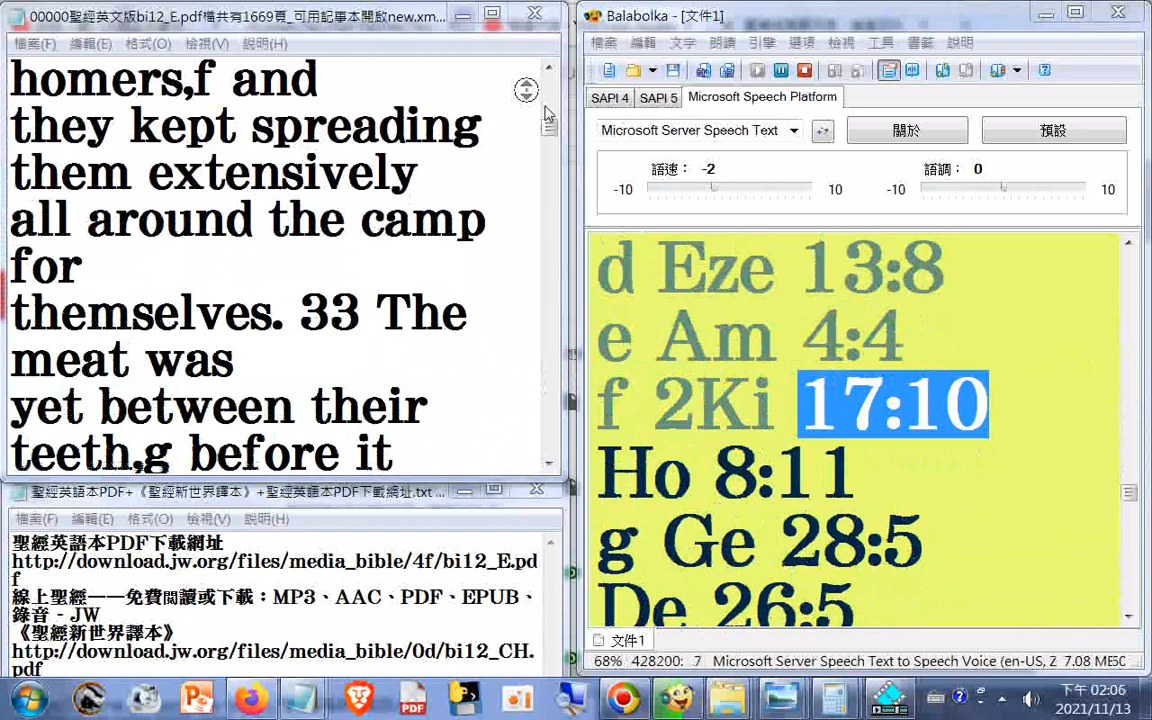 00000聖經英文版bi12_E.pdf檔共有1669頁_可用記事本開啟new.xm...
檔案(F) 編輯(E) 格式(O) 檢視(V) 說明(H)
homers,f and
they kept spreading
them extensively
all around the camp
for
themselves. 33 The
meat was
yet between their
teeth,g before it
聖經英語本PDF+《聖經新世界譯本》+聖經英語本PDF下載網址.txt ...
檔案(F) 編輯(E) 格式(O) 檢視(V) 說明(H)
聖經英語本PDF下載網址
http://download.jw.org/files/media_bible/4f/bi12_E.pd
f
線上聖經——免費閱讀或下載：MP3、AAC、PDF、EPUB、
錄音 - JW
《聖經新世界譯本》
http://download.jw.org/files/media_bible/0d/bi12_CH.
pdf
Balabolka - [文件1]
檔案 編輯 文字 朗讀 引擎 選項 檢視 工具 書籤 說明
SAPI 4 SAPI 5 Microsoft Speech Platform
Microsoft Server Speech Text 關於 預設
語速： -2 語調： 0
-10 10 -10 10
d Eze 13:8
e Am 4:4
f 2Ki 17:10
Ho 8:11
g Ge 28:5
De 26:5
文件1
68% 428200: .7 Microsoft Server Speech Text to Speech Voice (en-US, Z 7.08 ME50
下午 02:06
2021/11/13